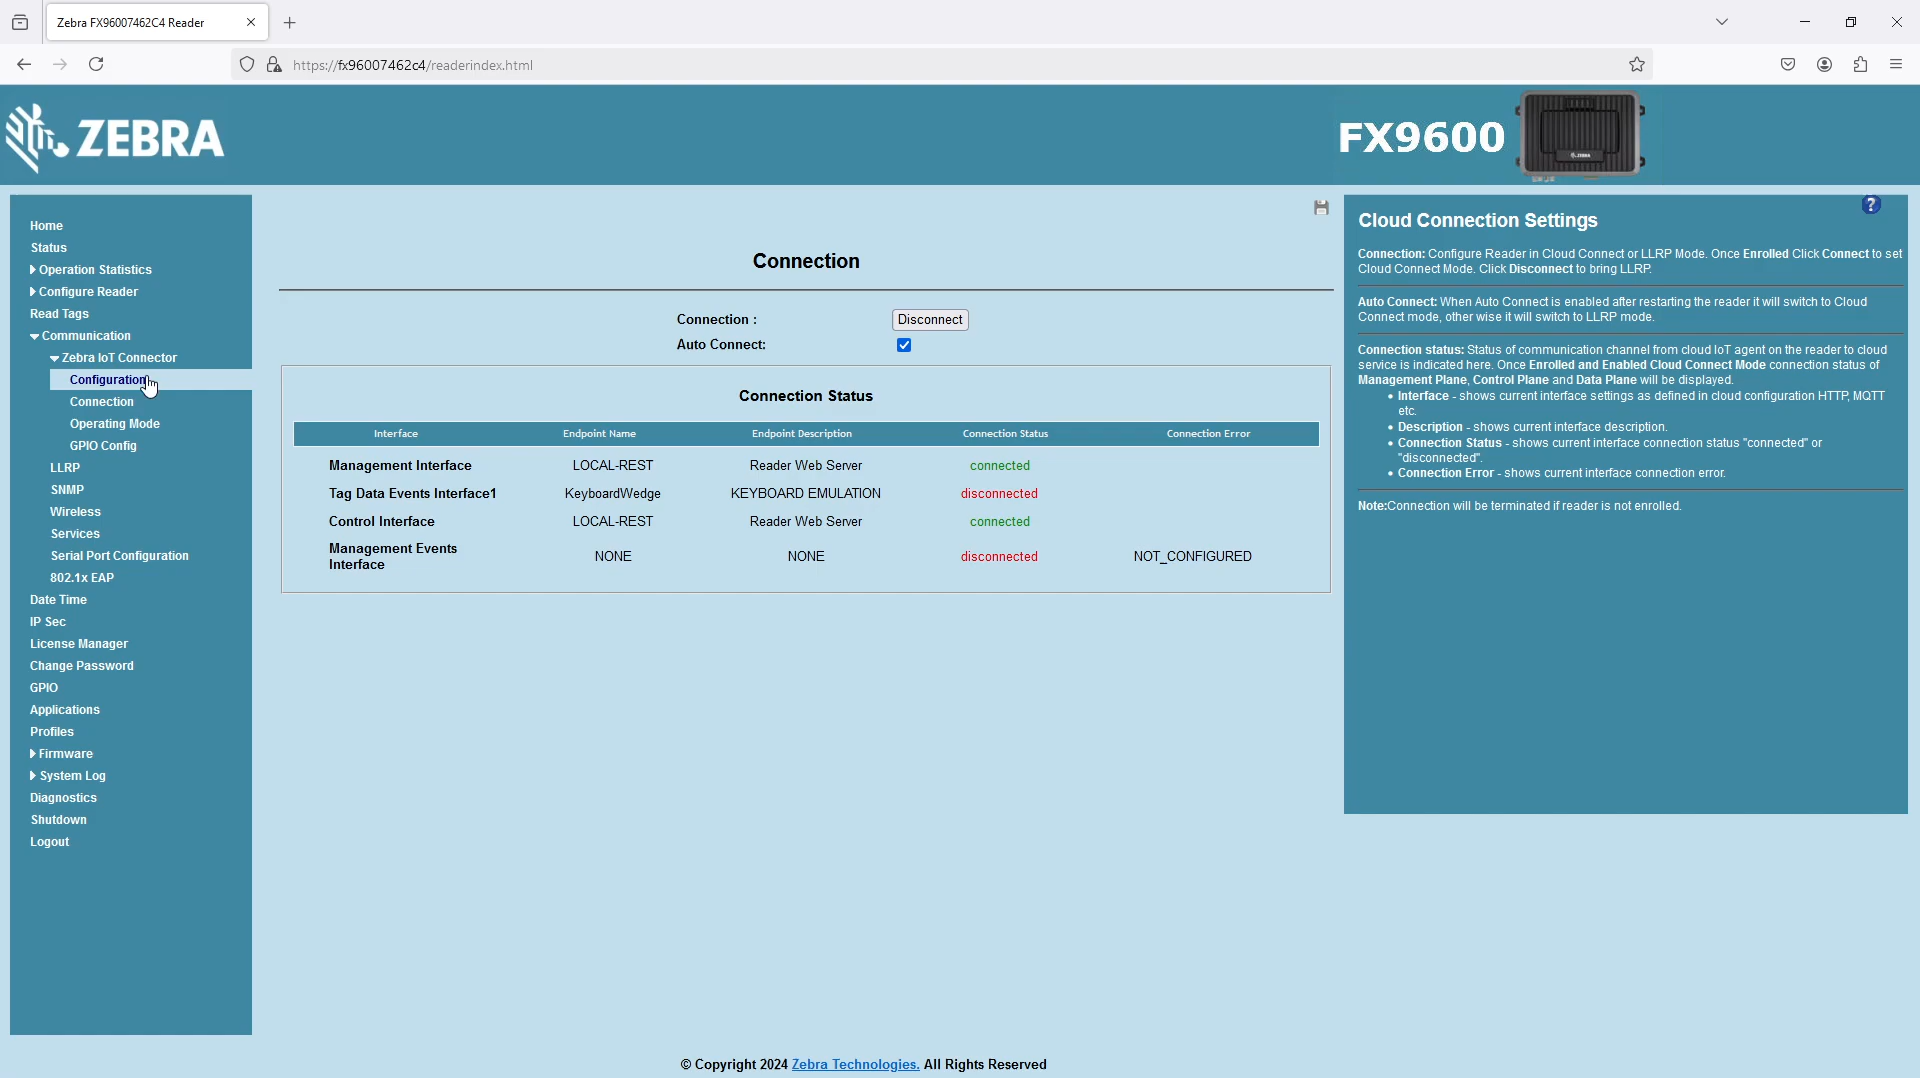 Zebra FX96007462C4 Reader
https://fx96007462c4/readerindex.html
ZEBRA
FX9600
ZEBRA
Home
Status
Operation Statistics
Configure Reader
Read Tags
Communication
Zebra IoT Connector
Configuration
Connection
Operating Mode
GPIO Config
LLRP
SNMP
Wireless
Services
Serial Port Configuration
802.1x EAP
Date Time
IP Sec
License Manager
Change Password
GPIO
Applications
Profiles
Firmware
System Log
Diagnostics
Shutdown
Logout
Connection
Connection : Disconnect
Auto Connect:
Connection Status
Interface Endpoint Name Endpoint Description Connection Status Connection Error
Management Interface LOCAL-REST Reader Web Server connected
Tag Data Events Interface1 KeyboardWedge KEYBOARD EMULATION disconnected
Control Interface LOCAL-REST Reader Web Server connected
Management Events
Interface NONE NONE disconnected NOT_CONFIGURED
?
Cloud Connection Settings
Connection: Configure Reader in Cloud Connect or LLRP Mode. Once Enrolled Click Connect to set
Cloud Connect Mode. Click Disconnect to bring LLRP.
Auto Connect: When Auto Connect is enabled after restarting the reader it will switch to Cloud
Connect mode, other wise it will switch to LLRP mode.
Connection status: Status of communication channel from cloud IoT agent on the reader to cloud
service is indicated here. Once Enrolled and Enabled Cloud Connect Mode connection status of
Management Plane, Control Plane and Data Plane will be displayed.
• Interface - shows current interface settings as defined in cloud configuration HTTP, MQTT
etc.
• Description - shows current interface description.
• Connection Status - shows current interface connection status "connected" or
"disconnected".
• Connection Error - shows current interface connection error.
Note:Connection will be terminated if reader is not enrolled.
© Copyright 2024 Zebra Technologies. All Rights Reserved